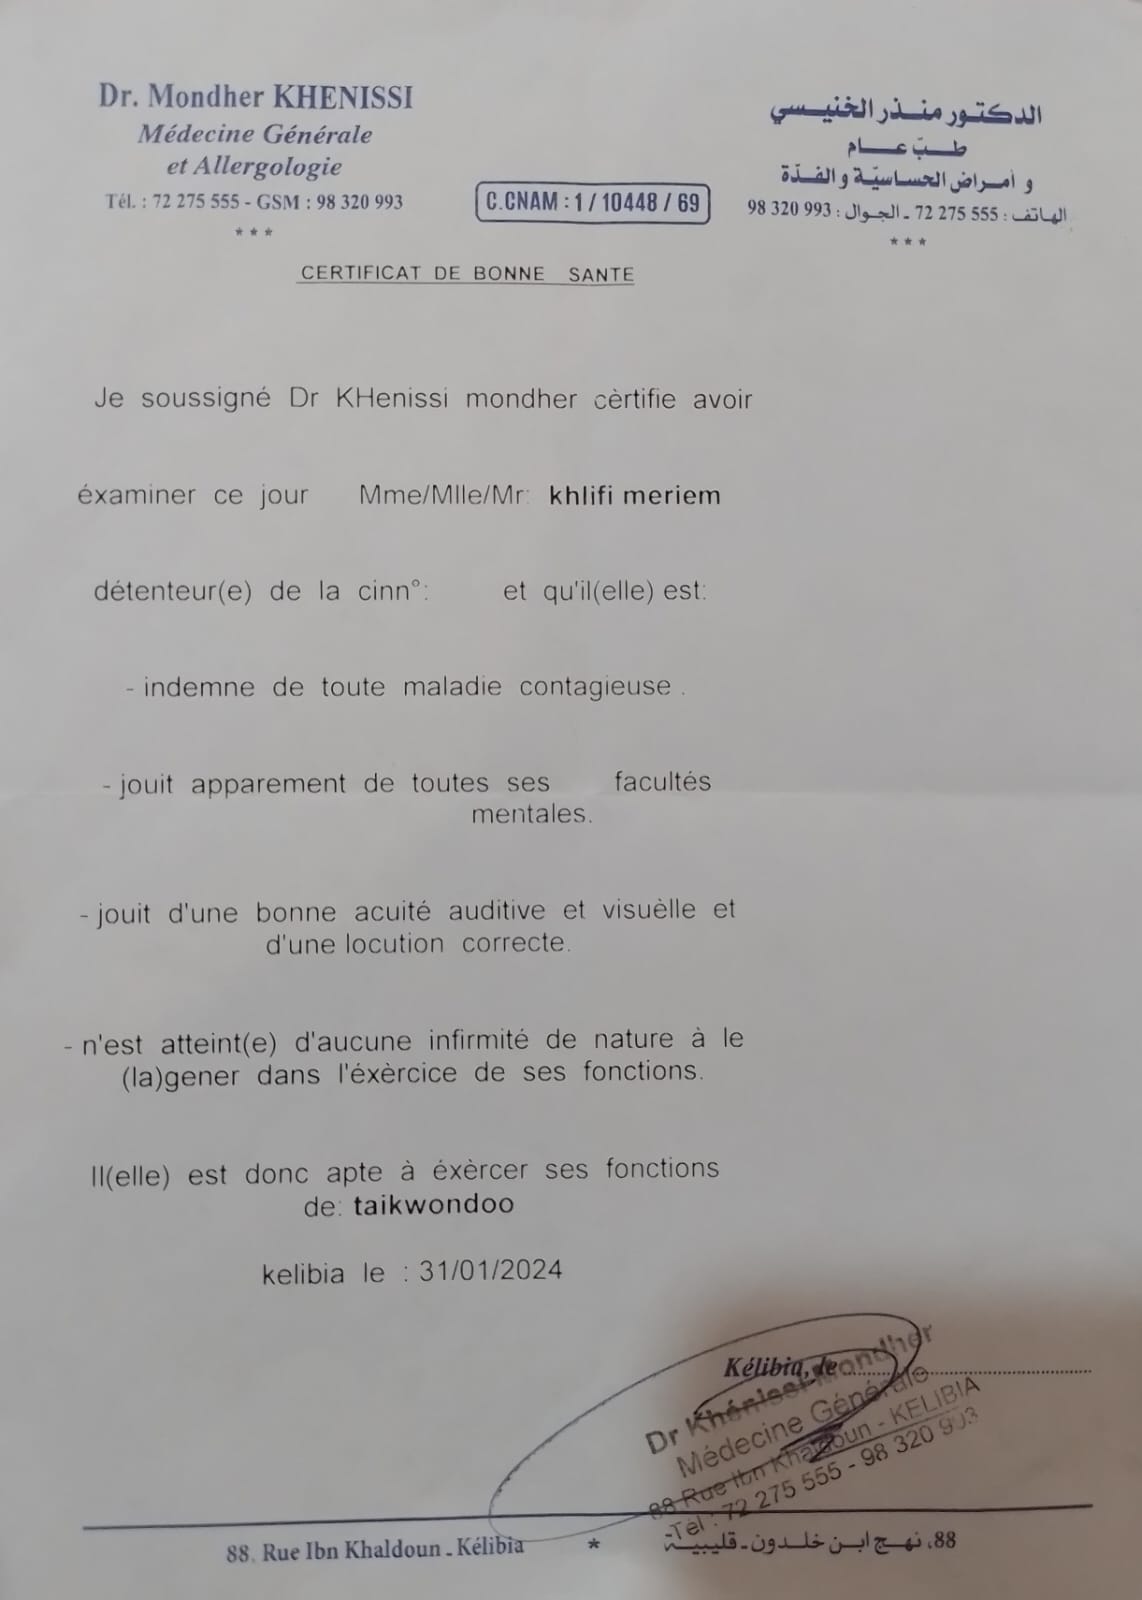 Dr. Mondher KHENISSI
Médecine Générale
et Allergologie
Tél. : 72 275 555 - GSM : 98 320 993
***
C.CNAM : 1 / 10448 / 69
الدكتور منذر الخنيسي
طبّ عام
و أمراض الحساسيّة و الفدّة
الهاتف : 555 275 72 ـ الجوال : 993 320 98
***
CERTIFICAT DE BONNE SANTE
Je soussigné Dr KHenissi mondher cèrtifie avoir
éxaminer ce jour Mme/Mlle/Mr: khlifi meriem
détenteur(e) de la cinn°: et qu'il(elle) est:
- indemne de toute maladie contagieuse .
- jouit apparement de toutes ses facultés
mentales.
- jouit d'une bonne acuité auditive et visuèlle et
d'une locution correcte.
- n'est atteint(e) d'aucune infirmité de nature à le
(la)gener dans l'éxèrcice de ses fonctions.
Il(elle) est donc apte à éxèrcer ses fonctions
de: taikwondoo
kelibia le : 31/01/2024
Kélibia, le
Dr Khénissi Mondher
Médecine Générale
88 Rue Ibn Khaldoun - KELIBIA
Tél : 72 275 555 - 98 320 993
88, Rue Ibn Khaldoun - Kélibia
*
88، نهج ابن خلدون ـ قليبية